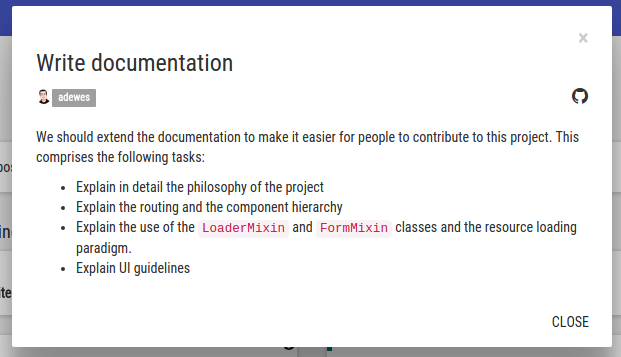 ×
Write documentation
adewes
We should extend the documentation to make it easier for people to contribute to this project. This
comprises the following tasks:
• Explain in detail the philosophy of the project
• Explain the routing and the component hierarchy
• Explain the use of the LoaderMixin and FormMixin classes and the resource loading
paradigm.
• Explain UI guidelines
CLOSE